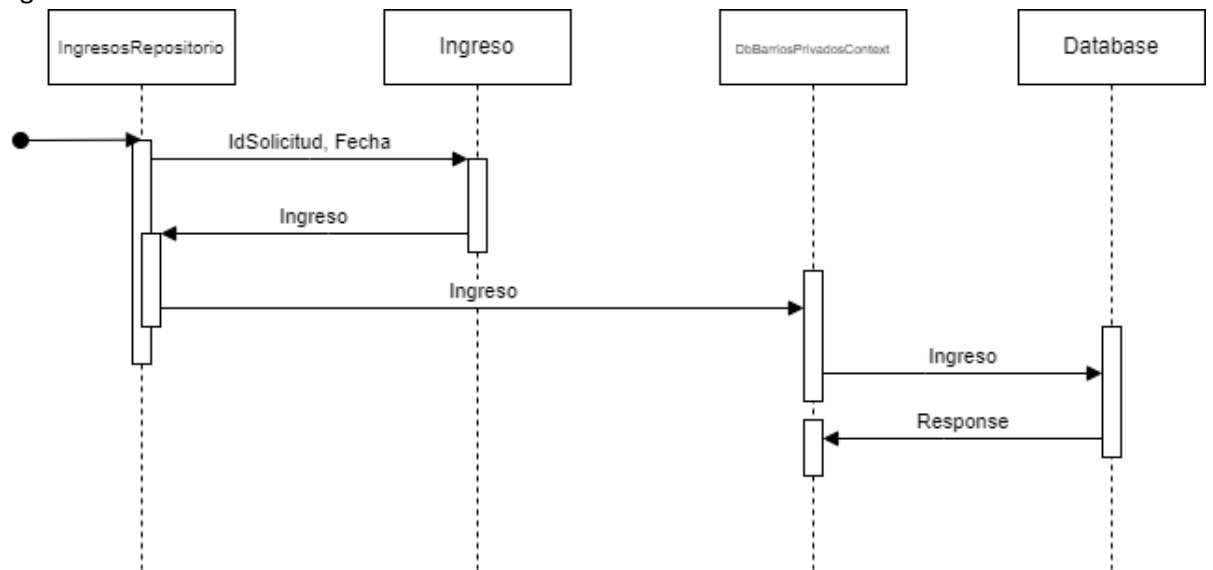 IngresosRepositorio
Ingreso
DbBarriosPrivadosContext
Database
IdSolicitud, Fecha
Ingreso
Ingreso
Ingreso
Response